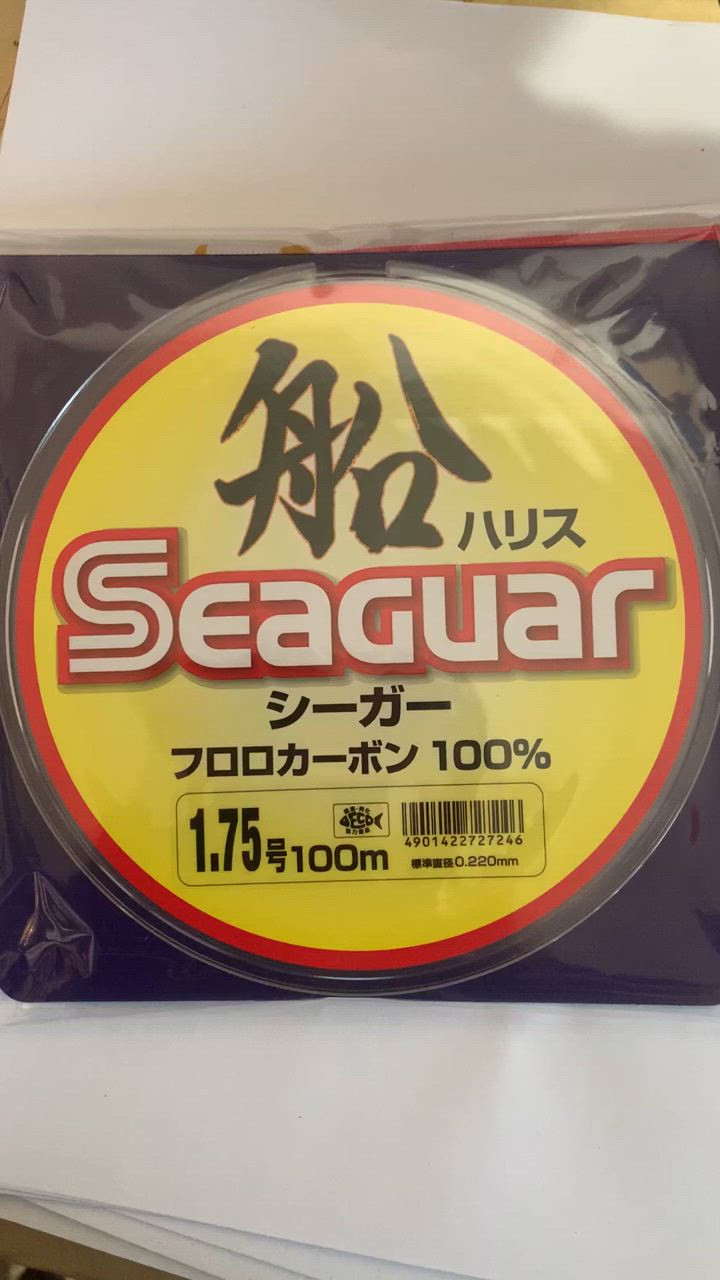 船
ハリス
SEAGUAR
シーガー
フロロカーボン 100%
1.75号100m
ECO
4901422727246
標準直径0.220mm